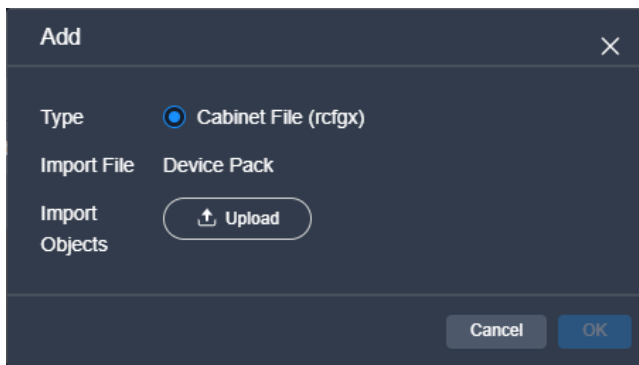 Add
Type Cabinet File (rcfgx)
Import File Device Pack
Import
Objects
Upload
Cancel OK